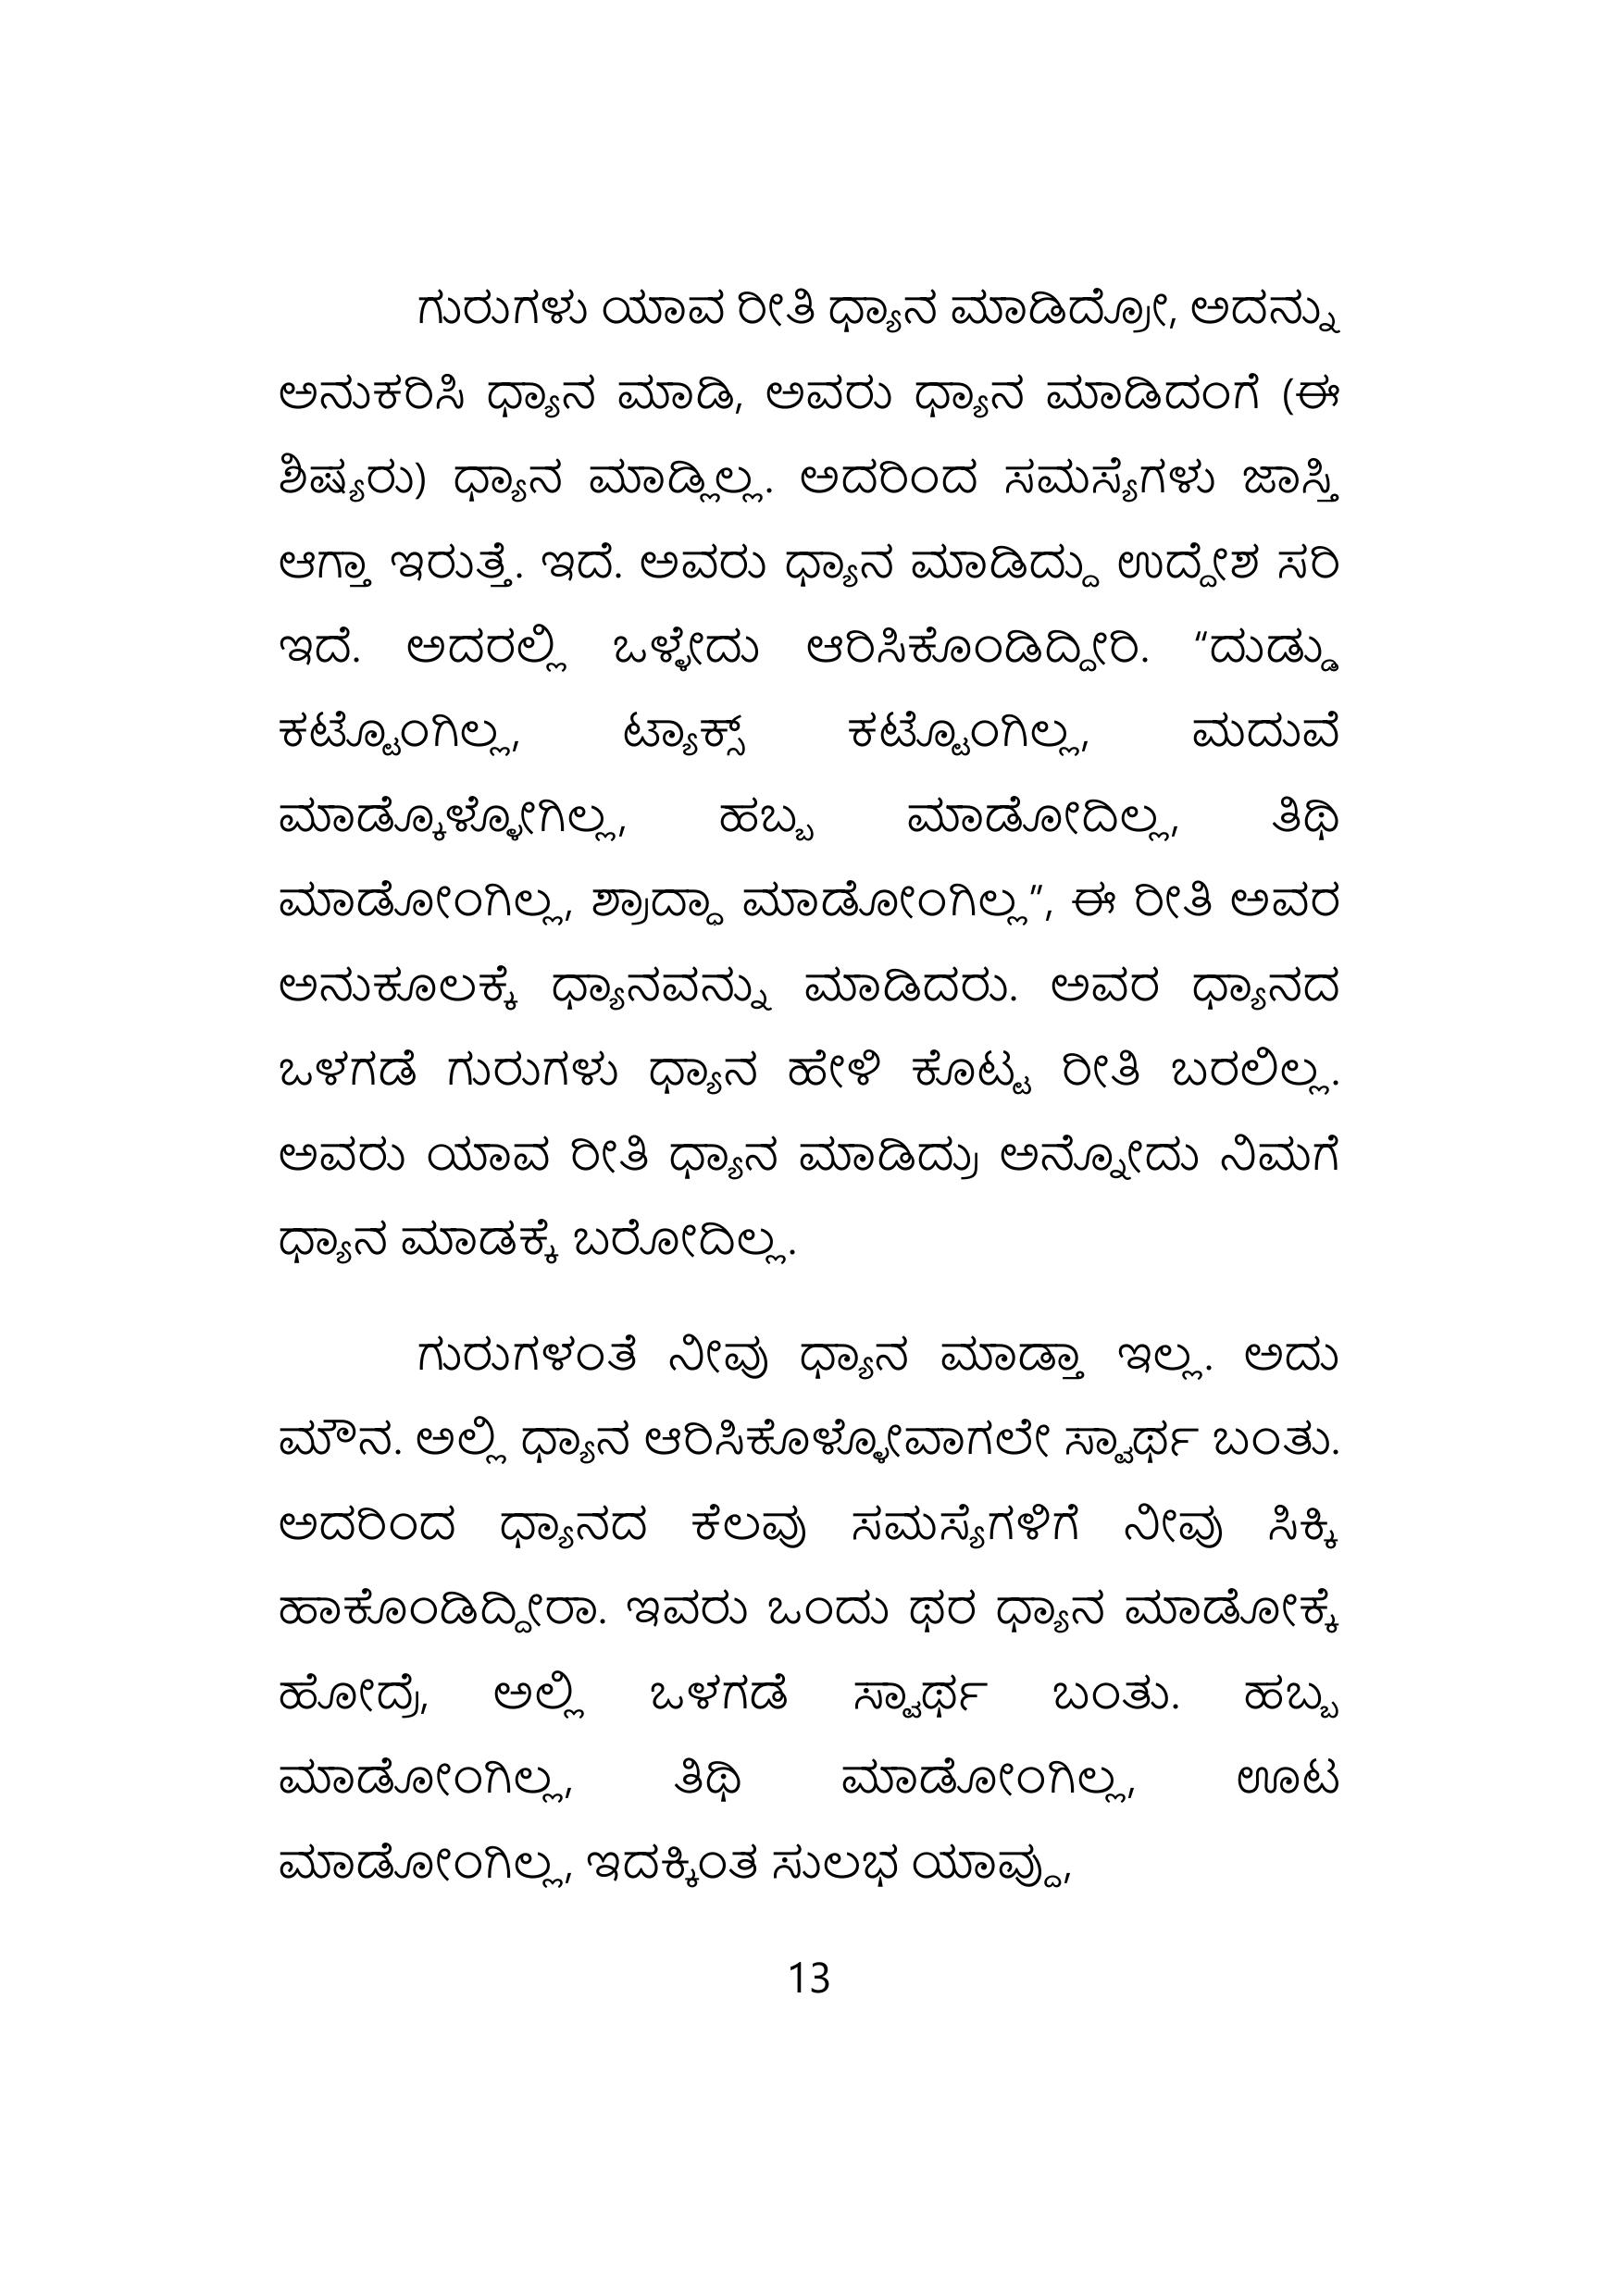 ಗುರುಗಳು ಯಾವ ರೀತಿ ಧ್ಯಾನ ಮಾಡಿದ್ರೋ, ಅದನ್ನು
ಅನುಕರಿಸಿ ಧ್ಯಾನ ಮಾಡಿ, ಅವರು ಧ್ಯಾನ ಮಾಡಿದಂಗೆ (ಈ
ಶಿಷ್ಯರು) ಧ್ಯಾನ ಮಾಡ್ಲಿಲ್ಲ. ಅದರಿಂದ ಸಮಸ್ಯೆಗಳು ಜಾಸ್ತಿ
ಆಗ್ತಾ ಇರುತ್ತೆ. ಇದೆ. ಅವರು ಧ್ಯಾನ ಮಾಡಿದ್ದು ಉದ್ದೇಶ ಸರಿ
ಇದೆ. ಅದರಲ್ಲಿ ಒಳ್ಳೇದು ಆರಿಸಿಕೊಂಡಿದ್ದೀರಿ. “ದುಡ್ಡು
ಕಟ್ಟೊಂಗಿಲ್ಲ, ಟ್ಯಾಕ್ಸ್ ಕಟ್ಟೊಂಗಿಲ್ಲ, ಮದುವೆ
ಮಾಡ್ಕೊಳ್ಳೋಗಿಲ್ಲ, ಹಬ್ಬ ಮಾಡೋದಿಲ್ಲ, ತಿಥಿ
ಮಾಡೋಂಗಿಲ್ಲ, ಶ್ರಾದ್ಧಾ ಮಾಡೋಂಗಿಲ್ಲ”, ಈ ರೀತಿ ಅವರ
ಅನುಕೂಲಕ್ಕೆ ಧ್ಯಾನವನ್ನು ಮಾಡಿದರು. ಅವರ ಧ್ಯಾನದ
ಒಳಗಡೆ ಗುರುಗಳು ಧ್ಯಾನ ಹೇಳಿ ಕೊಟ್ಟ ರೀತಿ ಬರಲಿಲ್ಲ.
ಅವರು ಯಾವ ರೀತಿ ಧ್ಯಾನ ಮಾಡಿದ್ರು ಅನ್ನೋದು ನಿಮಗೆ
ಧ್ಯಾನ ಮಾಡಕ್ಕೆ ಬರೋದಿಲ್ಲ.
ಗುರುಗಳಂತೆ ನೀವು ಧ್ಯಾನ ಮಾಡ್ತಾ ಇಲ್ಲ. ಅದು
ಮೌನ. ಅಲ್ಲಿ ಧ್ಯಾನ ಆರಿಸಿಕೊಳ್ಳೋವಾಗಲೇ ಸ್ವಾರ್ಥ ಬಂತು.
ಅದರಿಂದ ಧ್ಯಾನದ ಕೆಲವು ಸಮಸ್ಯೆಗಳಿಗೆ ನೀವು ಸಿಕ್ಕಿ
ಹಾಕೊಂಡಿದ್ದೀರಾ. ಇವರು ಒಂದು ಥರ ಧ್ಯಾನ ಮಾಡೋಕ್ಕೆ
ಹೋದ್ರೆ, ಅಲ್ಲಿ ಒಳಗಡೆ ಸ್ವಾರ್ಥ ಬಂತು. ಹಬ್ಬ
ಮಾಡೋಂಗಿಲ್ಲ, ತಿಥಿ ಮಾಡೋಂಗಿಲ್ಲ, ಊಟ
ಮಾಡೋಂಗಿಲ್ಲ, ಇದಕ್ಕಿಂತ ಸುಲಭ ಯಾವ್ದು,
13